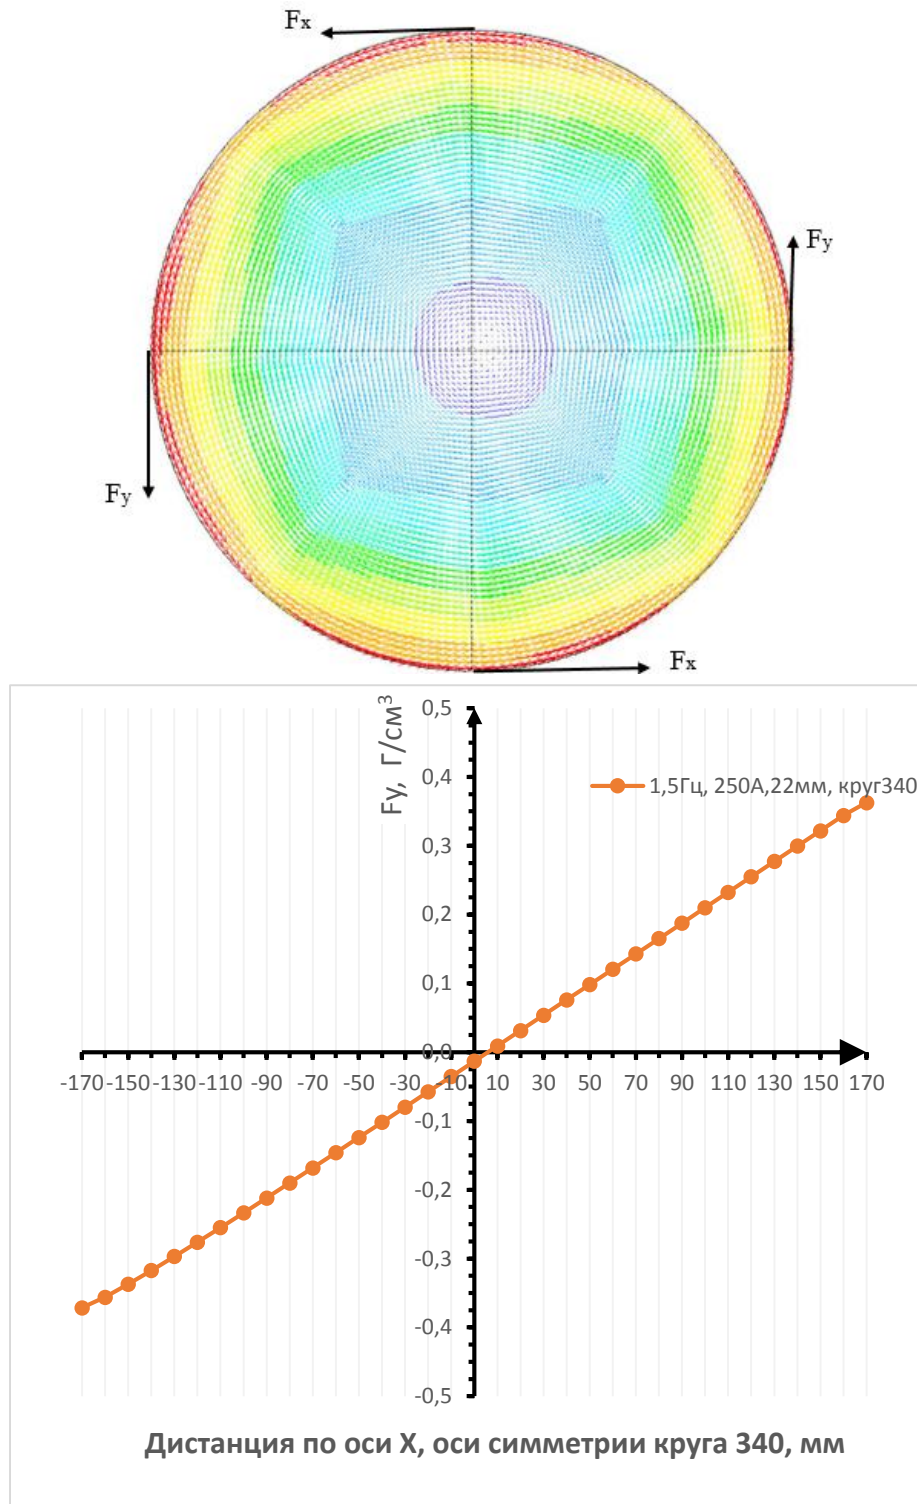 Fx
Fy
Fy
Fx
Fy, Г/см³
0,5
0,4
1,5Гц, 250А,22мм, круг340
0,3
0,2
0,1
0,0
-170 -150 -130 -110 -90 -70 -50 -30 -10 10 30 50 70 90 110 130 150 170
-0,1
-0,2
-0,3
-0,4
-0,5
Дистанция по оси X, оси симметрии круга 340, мм